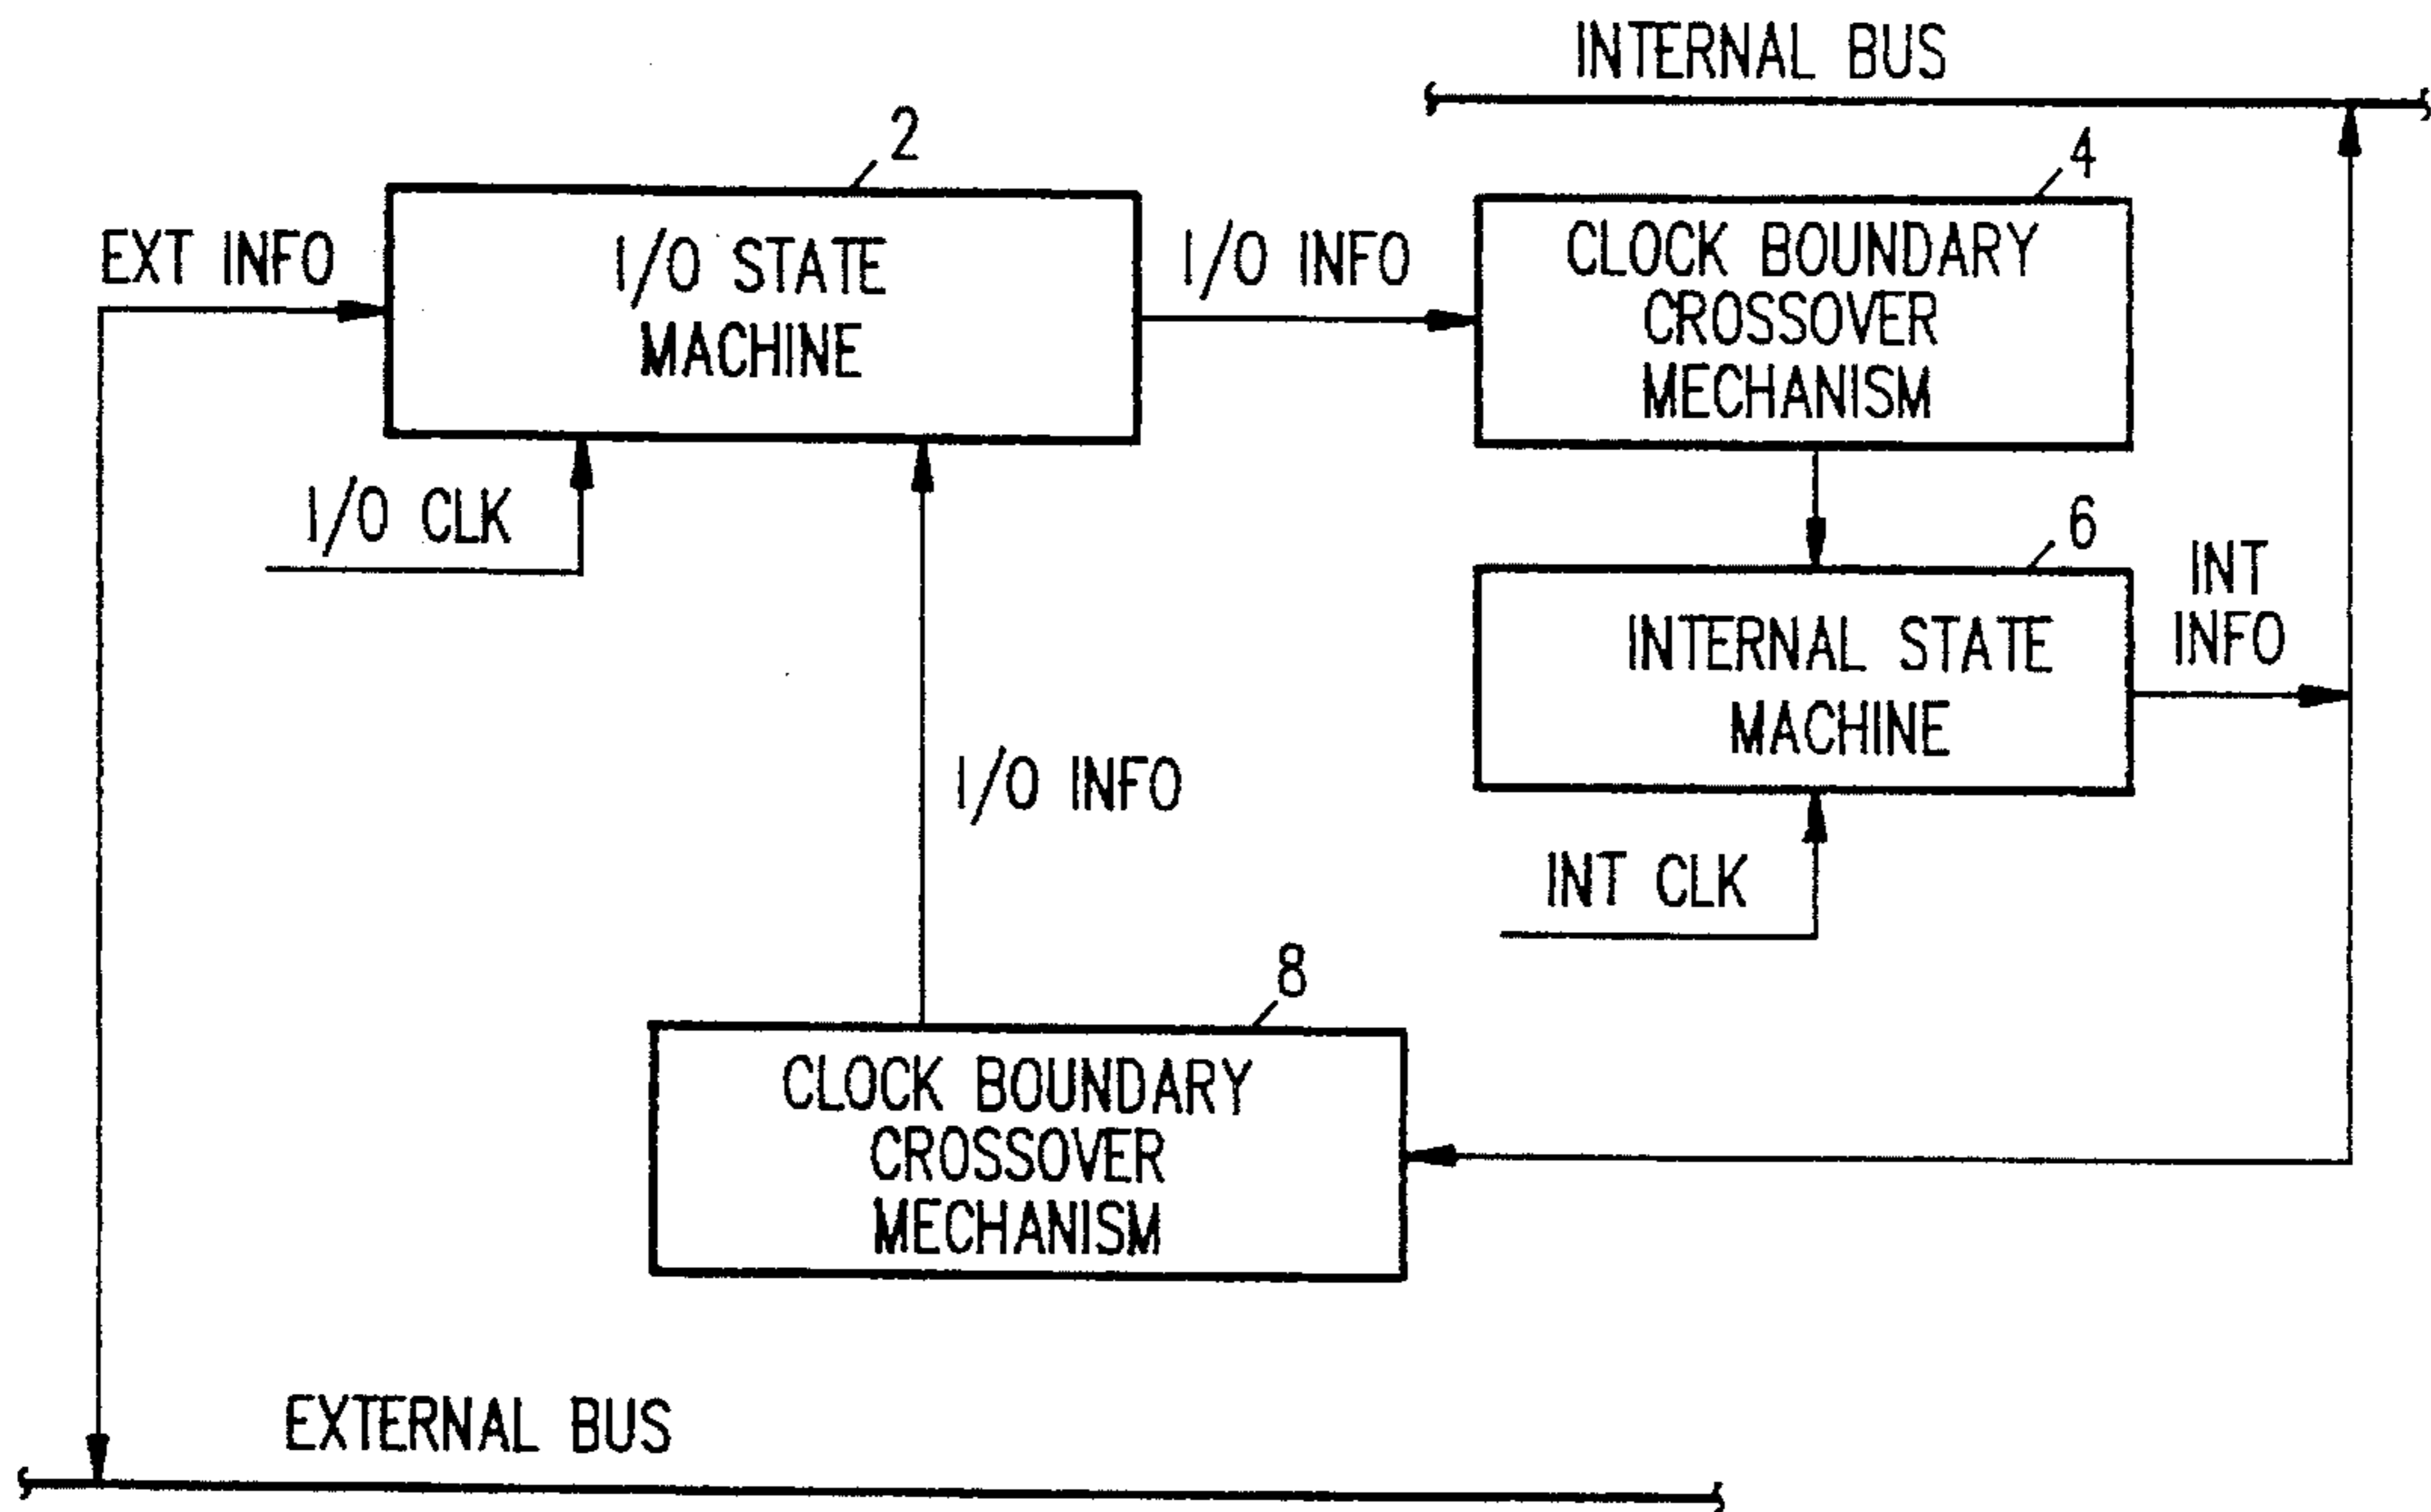 INTERNAL BUS
2
4
EXT INFO
I/O STATE
MACHINE
I/O INFO
CLOCK BOUNDARY
CROSSOVER
MECHANISM
I/O CLK
6
INT
INFO
INTERNAL STATE
MACHINE
I/O INFO
INT CLK
8
CLOCK BOUNDARY
CROSSOVER
MECHANISM
EXTERNAL BUS